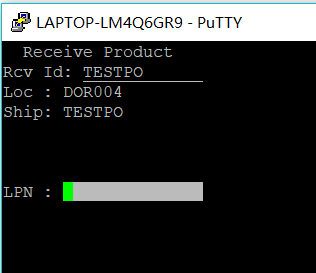 LAPTOP-LM4Q6GR9 - PuTTY
Receive Product
Rcv Id: TESTPO
Loc : DOR004
Ship: TESTPO
LPN :